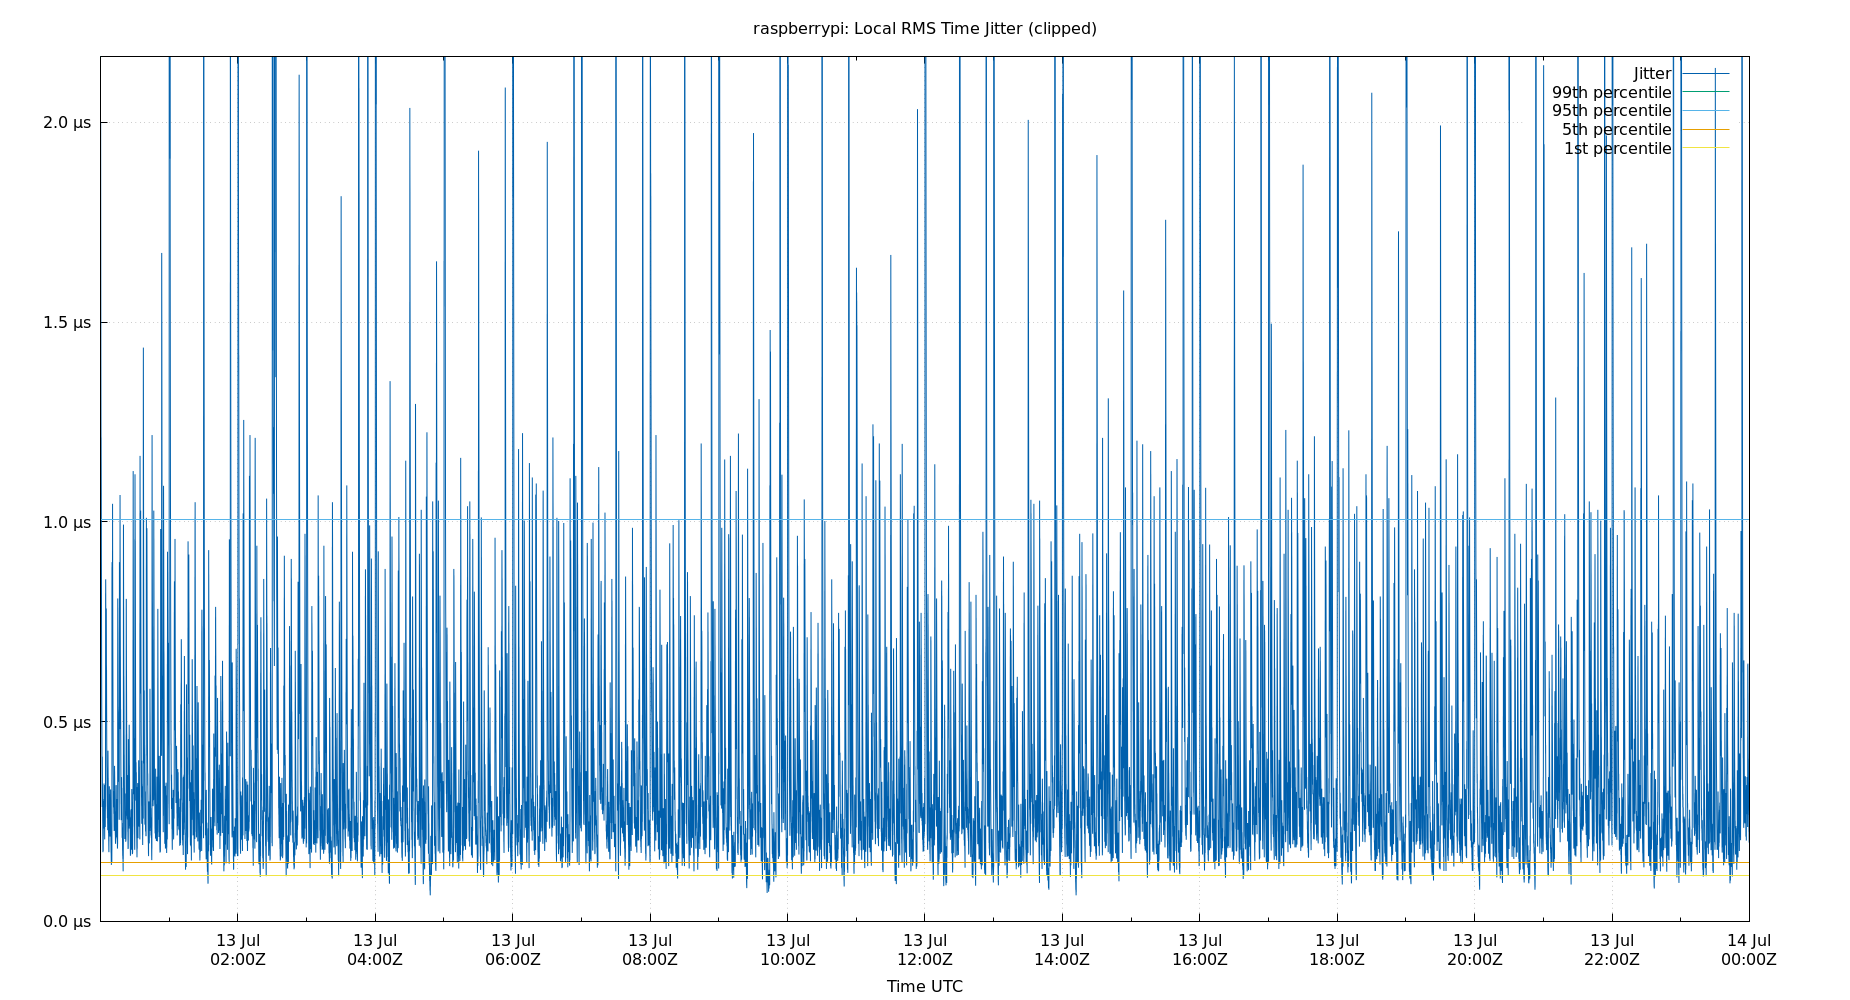 raspberrypi: Local RMS Time Jitter (clipped)
Jitter
99th percentile
95th percentile
5th percentile
1st percentile
2.0 µs
1.5 µs
1.0 µs
0.5 µs
0.0 µs
13 Jul 13 Jul 13 Jul 13 Jul 13 Jul 13 Jul 13 Jul 13 Jul 13 Jul 13 Jul 13 Jul 14 Jul
02:00Z 04:00Z 06:00Z 08:00Z 10:00Z 12:00Z 14:00Z 16:00Z 18:00Z 20:00Z 22:00Z 00:00Z
Time UTC